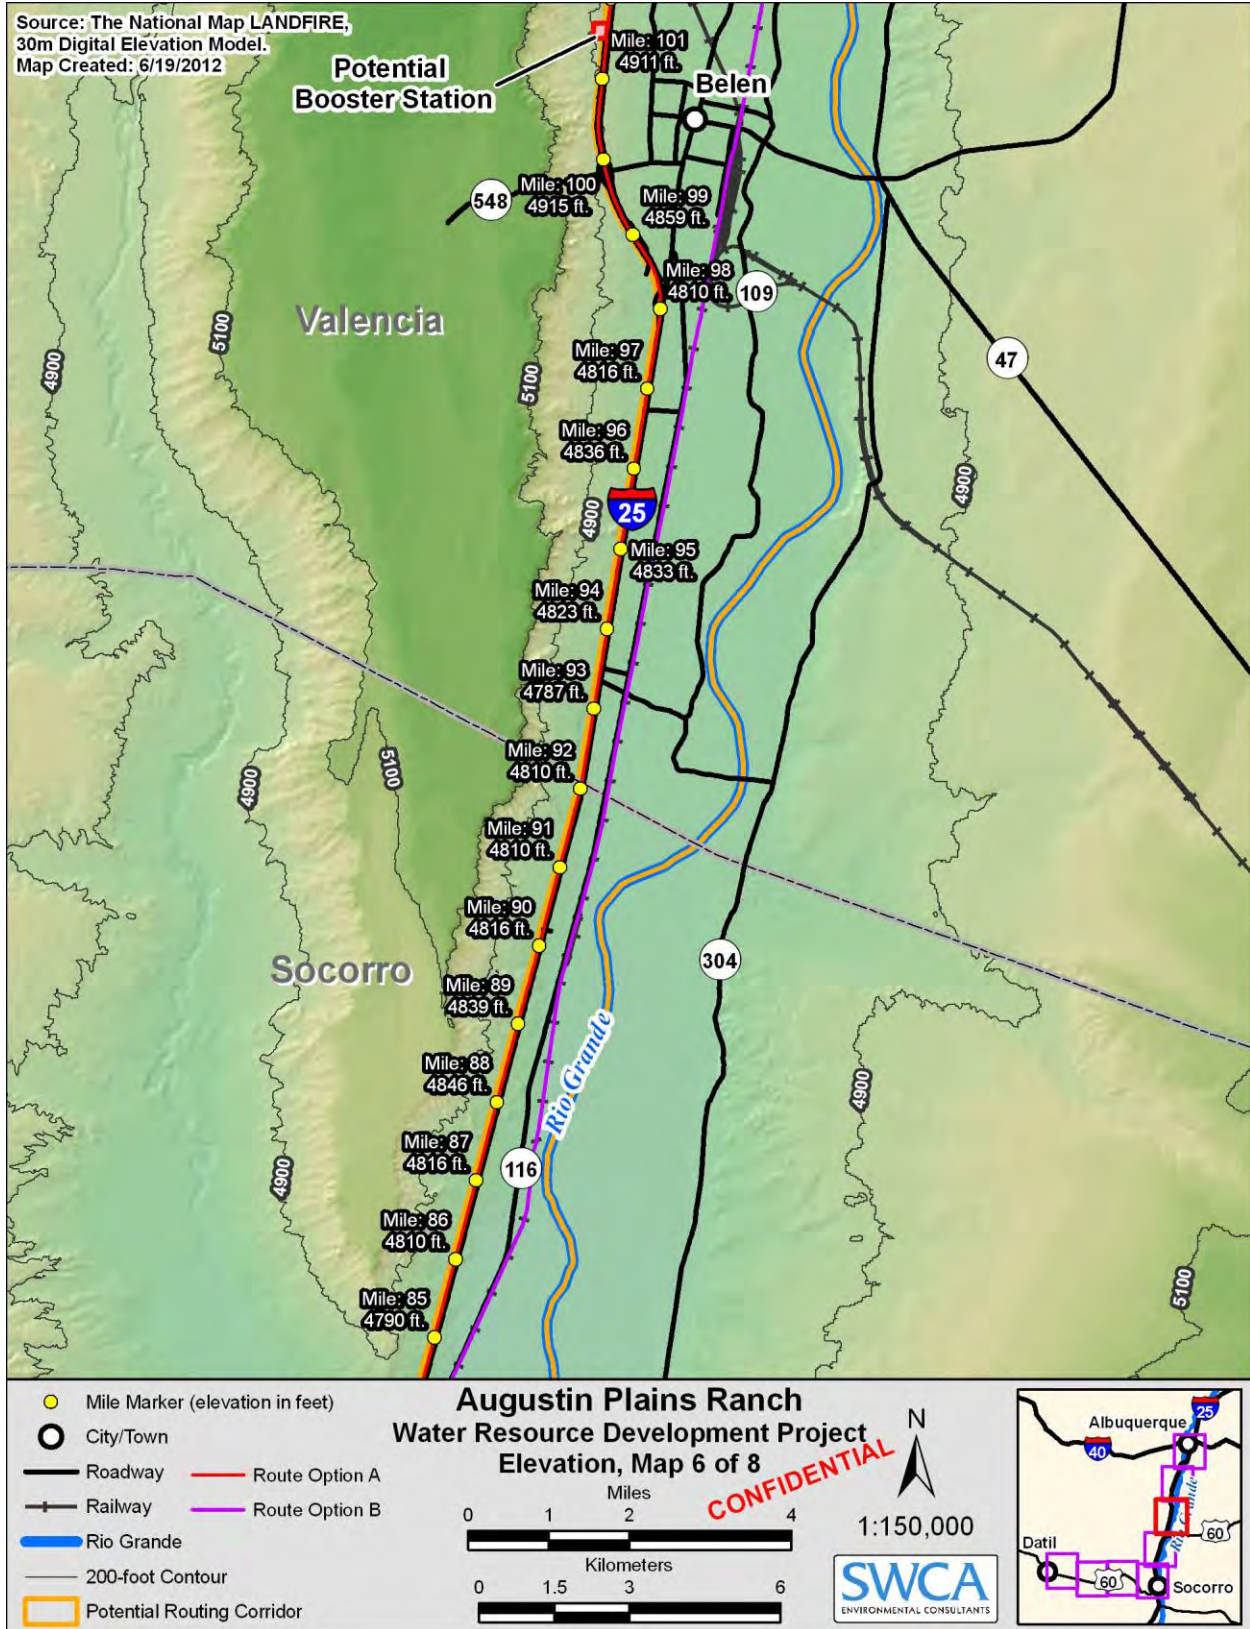 Source: The National Map LANDFIRE,
30m Digital Elevation Model.
Map Created: 6/19/2012
Potential
Booster Station
Mile: 101
4911 ft.
Belen
Mile: 100
4915 ft.
548
Mile: 99
4859 ft.
Mile: 98
4810 ft.
109
Valencia
5100
4900
5100
47
Mile: 97
4816 ft.
Mile: 96
4836 ft.
4900
4900
25
Mile: 95
4833 ft.
Mile: 94
4823 ft.
Mile: 93
4787 ft.
Mile: 92
4810 ft.
5100
4900
Mile: 91
4810 ft.
Mile: 90
4816 ft.
304
Socorro
Mile: 89
4839 ft.
Mile: 88
4846 ft.
Rio Grande
4900
Mile: 87
4816 ft.
116
4900
Mile: 86
4810 ft.
Mile: 85
4790 ft.
5100
Mile Marker (elevation in feet)
City/Town
Roadway
Railway
Rio Grande
200-foot Contour
Potential Routing Corridor
Route Option A
Route Option B
Augustin Plains Ranch
Water Resource Development Project
Elevation, Map 6 of 8
CONFIDENTIAL
Miles
0 1 2 4
Kilometers
0 1.5 3 6
N
1:150,000
SWCA
ENVIRONMENTAL CONSULTANTS
25
Albuquerque
40
Rio Grande
60
Datil
60
Socorro